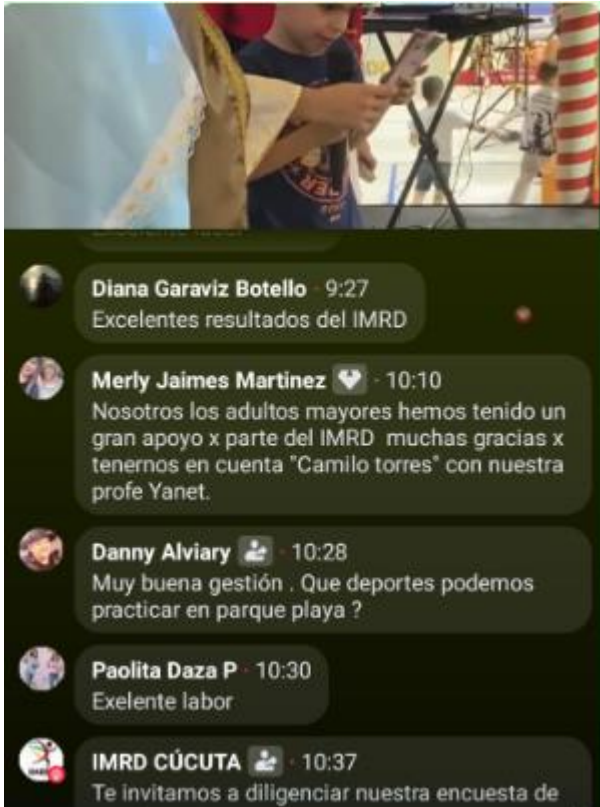 Diana Garaviz Botello · 9:27
Excelentes resultados del IMRD
Merly Jaimes Martinez · 10:10
Nosotros los adultos mayores hemos tenido un
gran apoyo x parte del IMRD muchas gracias x
tenernos en cuenta "Camilo torres" con nuestra
profe Yanet.
Danny Alviary · 10:28
Muy buena gestión . Que deportes podemos
practicar en parque playa ?
Paolita Daza P · 10:30
Exelente labor
IMRD CÚCUTA · 10:37
Te invitamos a diligenciar nuestra encuesta de